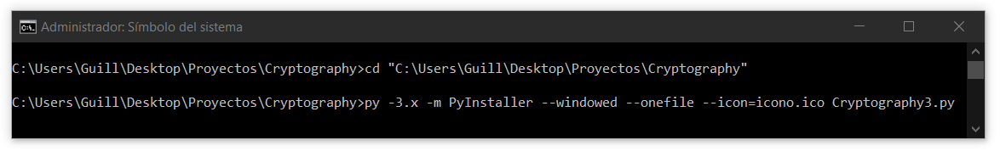 Administrador: Símbolo del sistema
C:\Users\Guill\Desktop\Proyectos\Cryptography>cd "C:\Users\Guill\Desktop\Proyectos\Cryptography"
C:\Users\Guill\Desktop\Proyectos\Cryptography>py -3.x -m PyInstaller --windowed --onefile --icon=icono.ico Cryptography3.py